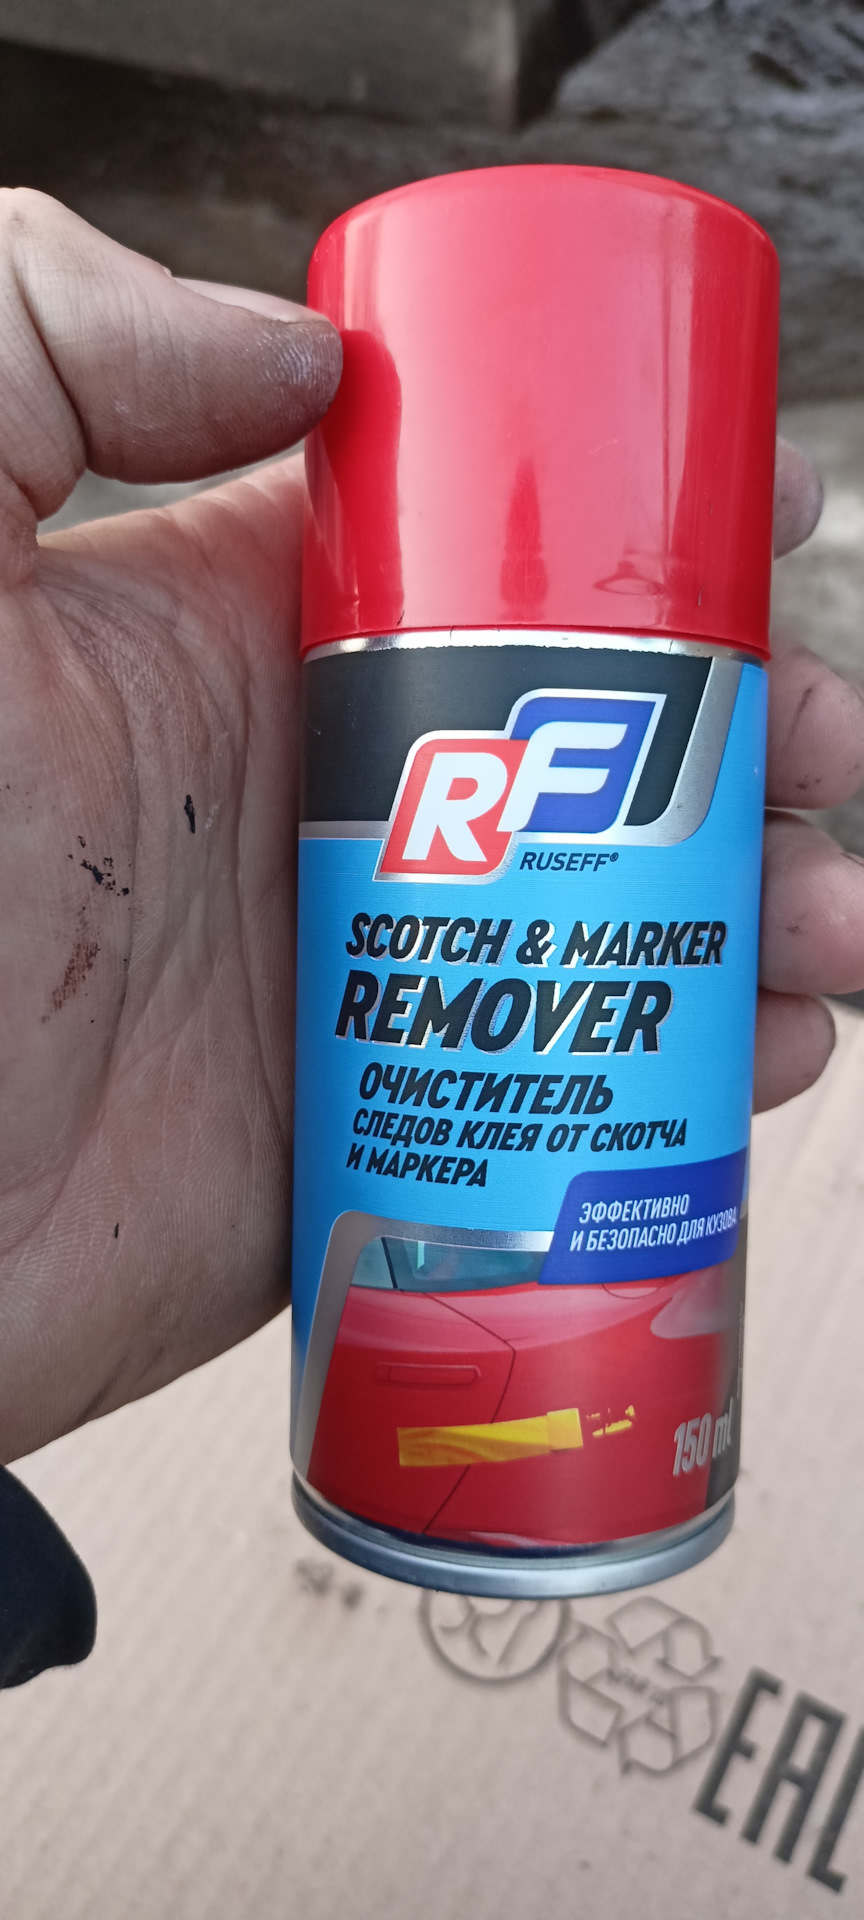 RF
RUSEFF®
SCOTCH & MARKER
REMOVER
ОЧИСТИТЕЛЬ
СЛЕДОВ КЛЕЯ ОТ СКОТЧА
И МАРКЕРА
ЭФФЕКТИВНО
И БЕЗОПАСНО ДЛЯ КУЗОВА
150 ml
EAC